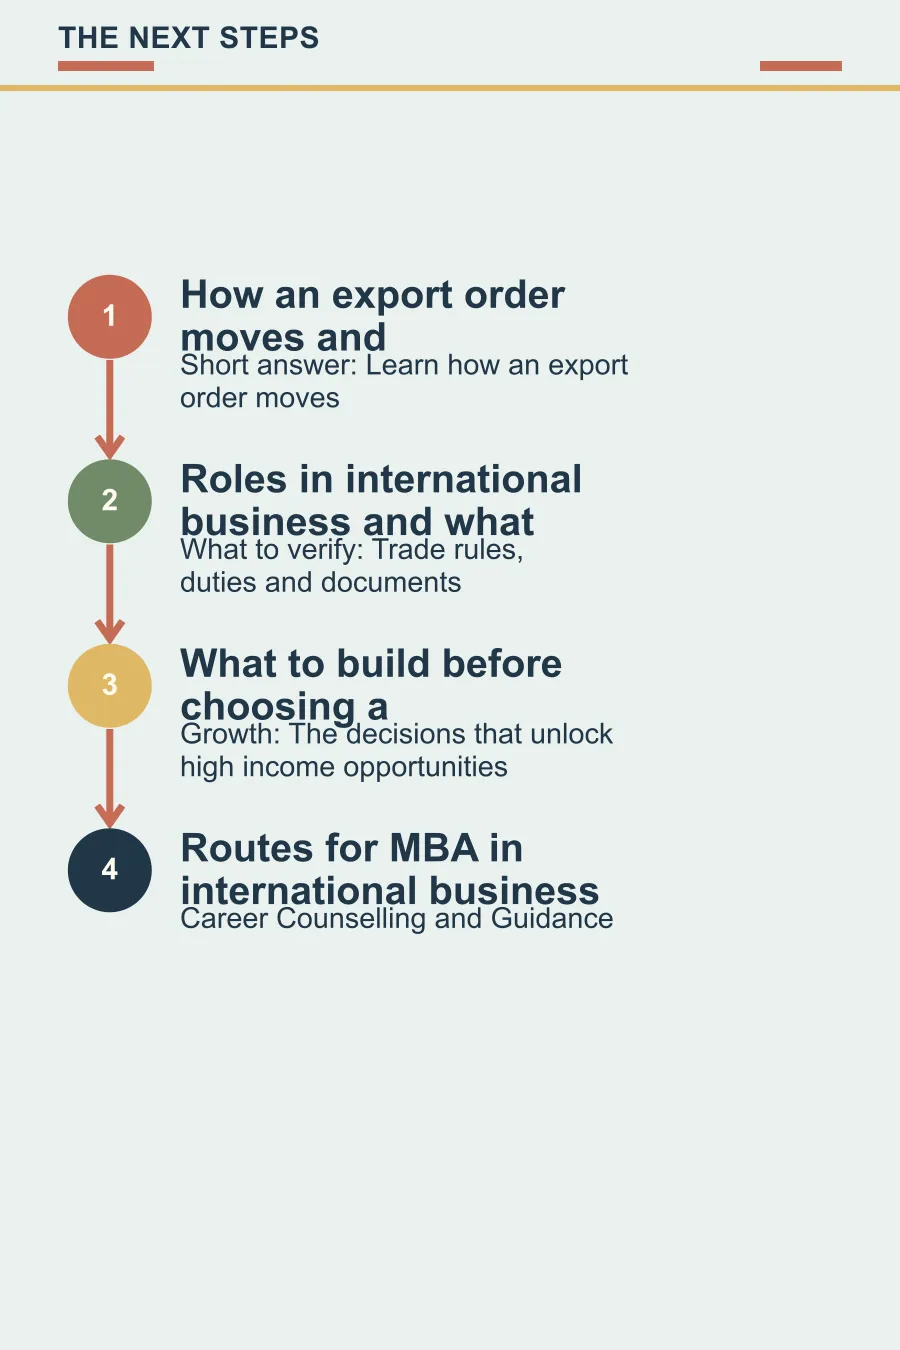 THE NEXT STEPS
1
How an export order
moves and
Short answer: Learn how an export
order moves
2
Roles in international
business and what
What to verify: Trade rules,
duties and documents
3
What to build before
choosing a
Growth: The decisions that unlock
high income opportunities
4
Routes for MBA in
international business
Career Counselling and Guidance